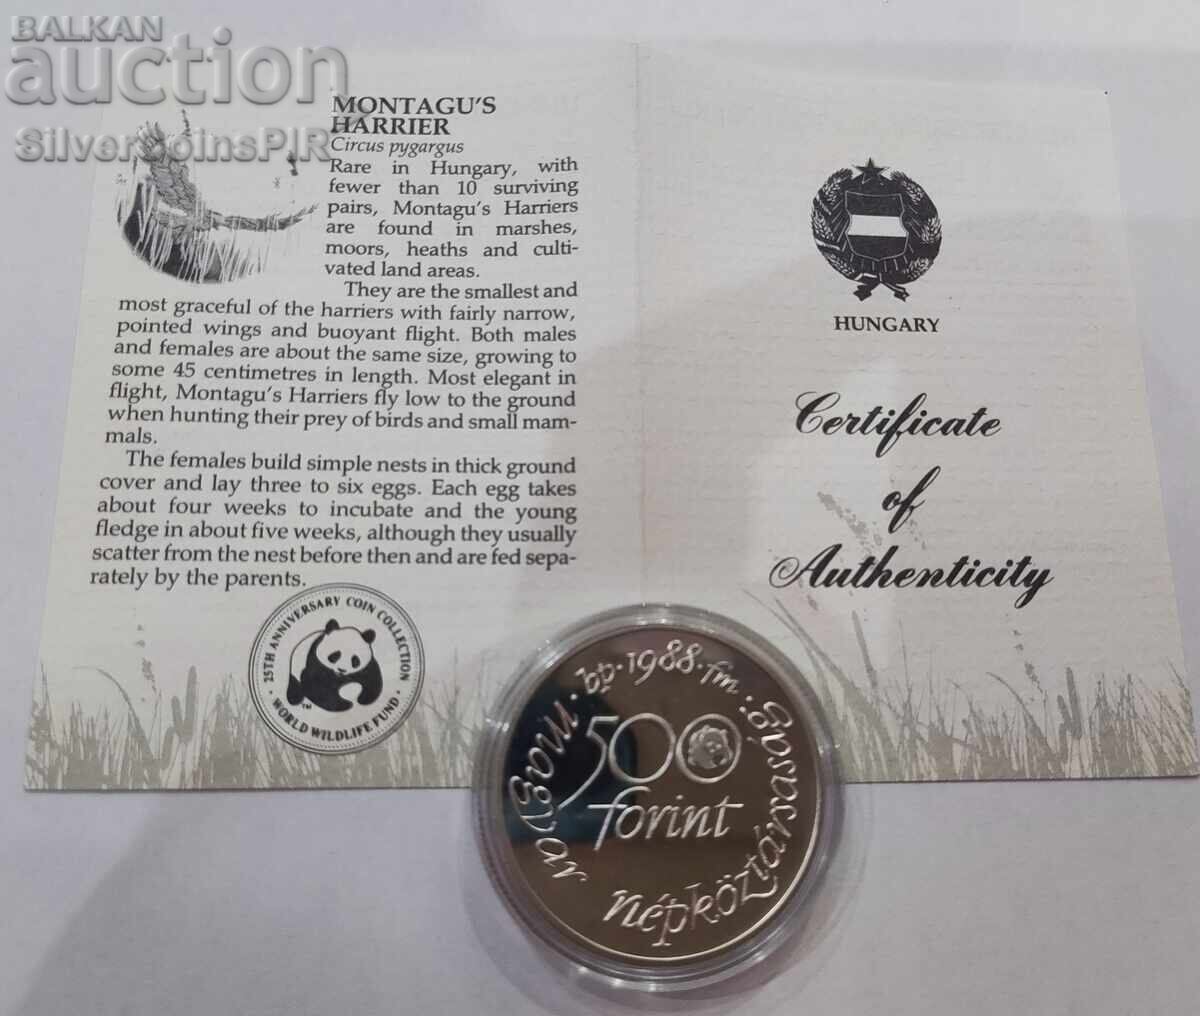 BALKAN
auction
SilvercoinsPIR
MONTAGU'S
HARRIER
Circus pygargus
Rare in Hungary, with
fewer than 10 surviving
pairs, Montagu's Harriers
are found in marshes,
moors, heaths and culti-
vated land areas.
They are the smallest and
most graceful of the harriers with fairly narrow,
pointed wings and buoyant flight. Both males
and females are about the same size, growing to
some 45 centimetres in length. Most elegant in
flight, Montagu's Harriers fly low to the ground
when hunting their prey of birds and small mam-
mals.
The females build simple nests in thick ground
cover and lay three to six eggs. Each egg takes
about four weeks to incubate and the young
fledge in about five weeks, although they usually
scatter from the nest before then and are fed sepa-
rately by the parents.
25TH ANNIVERSARY COIN COLLECTION
WORLD WILDLIFE FUND
TM
HUNGARY
Certificate
of
Authenticity
bp·1988·fm·
magyar népköztársaság
500
forint